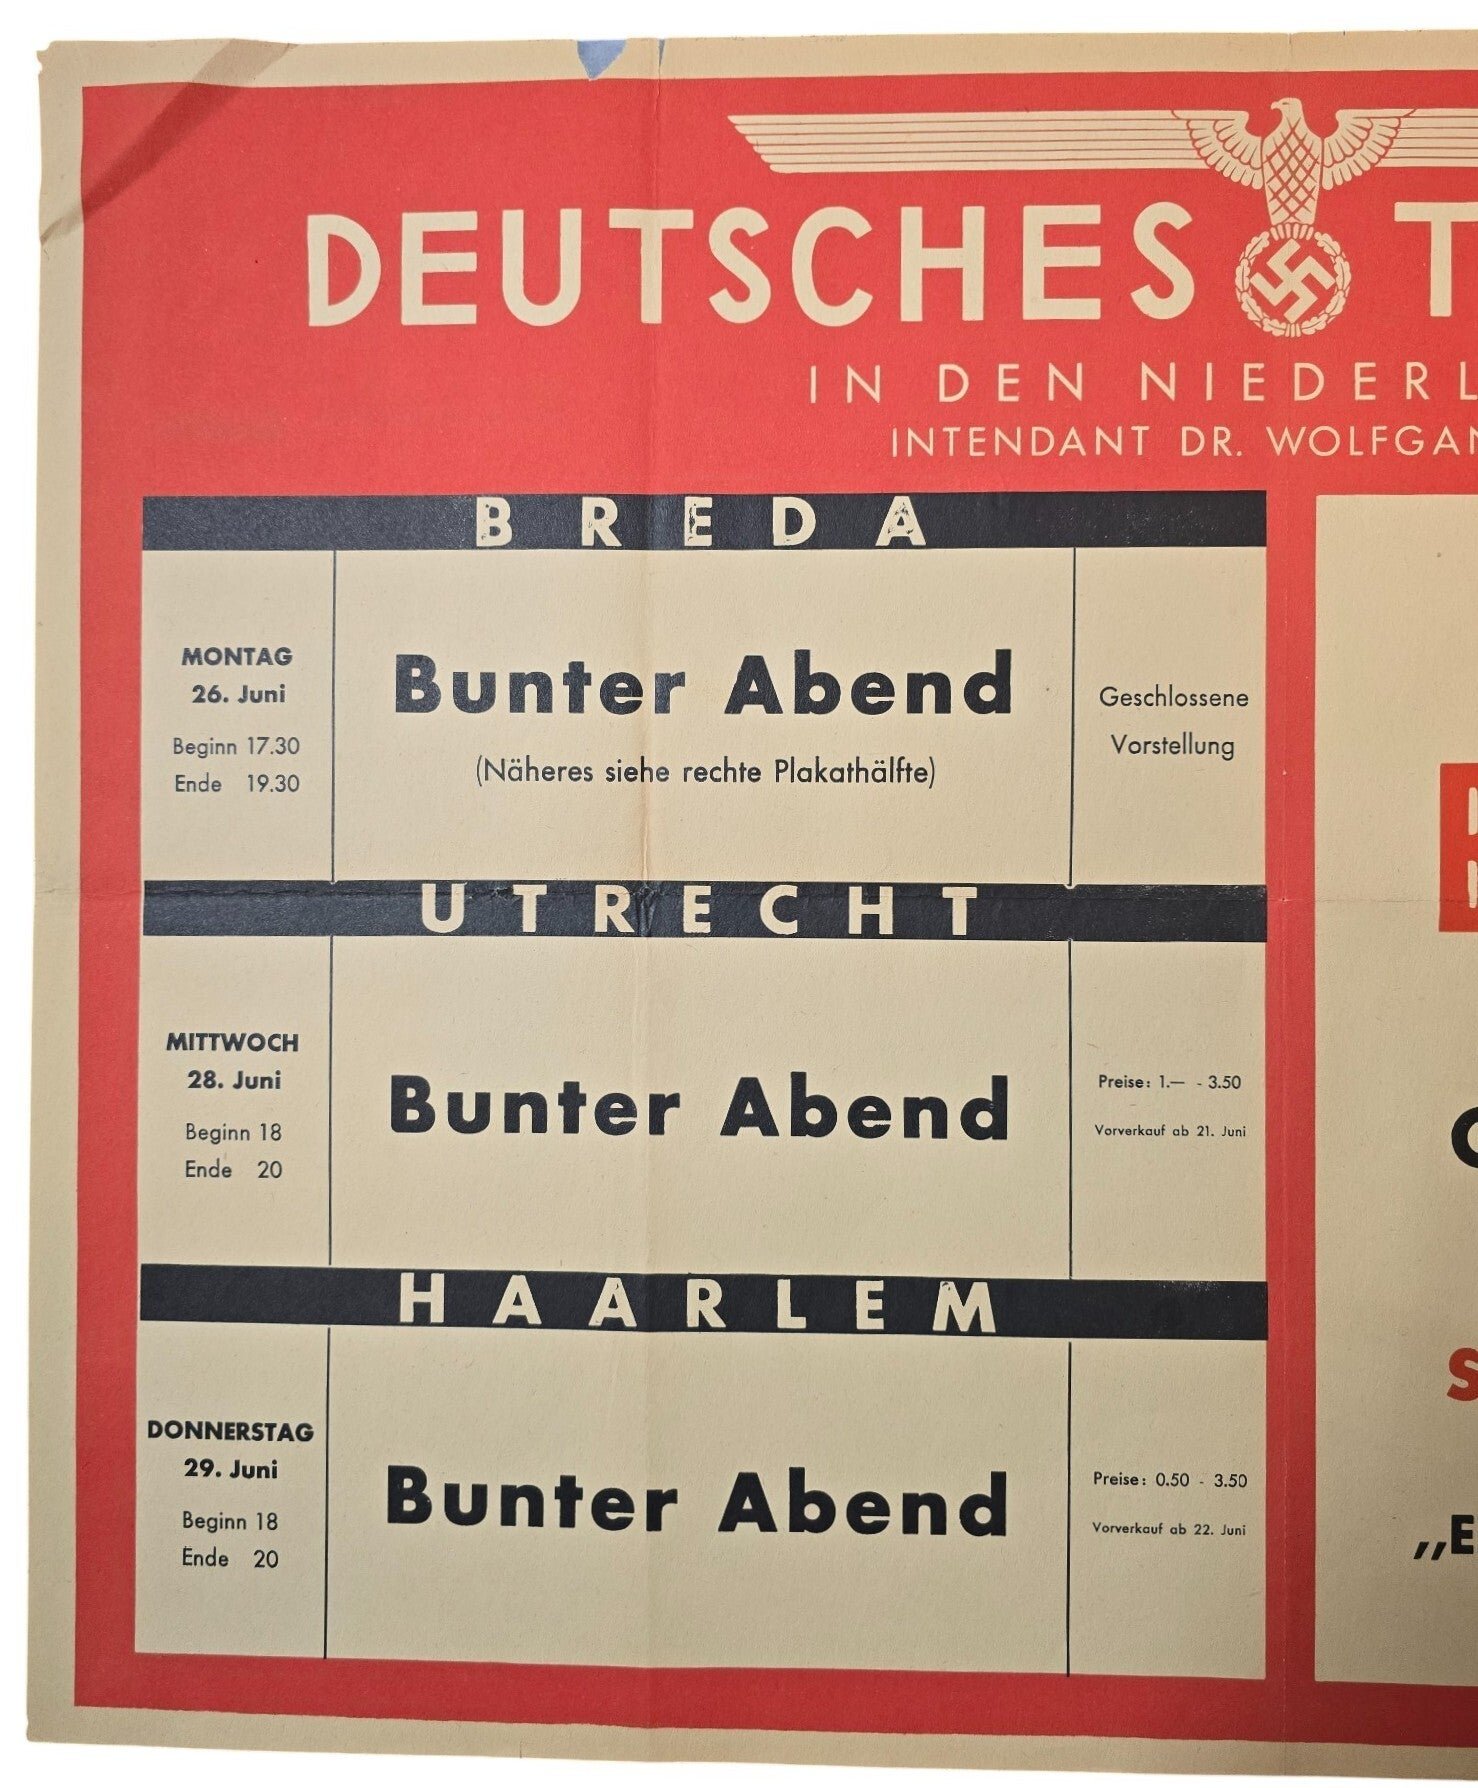 DEUTSCHES T
IN DEN NIEDERL
INTENDANT DR. WOLFGAN
BREDA
MONTAG
26. Juni
Beginn 17.30
Ende 19.30
Bunter Abend
(Näheres siehe rechte Plakathälfte)
Geschlossene
Vorstellung
UTRECHT
MITTWOCH
28. Juni
Beginn 18
Ende 20
Bunter Abend
Preise: 1.— - 3.50
Vorverkauf ab 21. Juni
HAARLEM
DONNERSTAG
29. Juni
Beginn 18
Ende 20
Bunter Abend
Preise: 0.50 - 3.50
Vorverkauf ab 22. Juni
S
„E